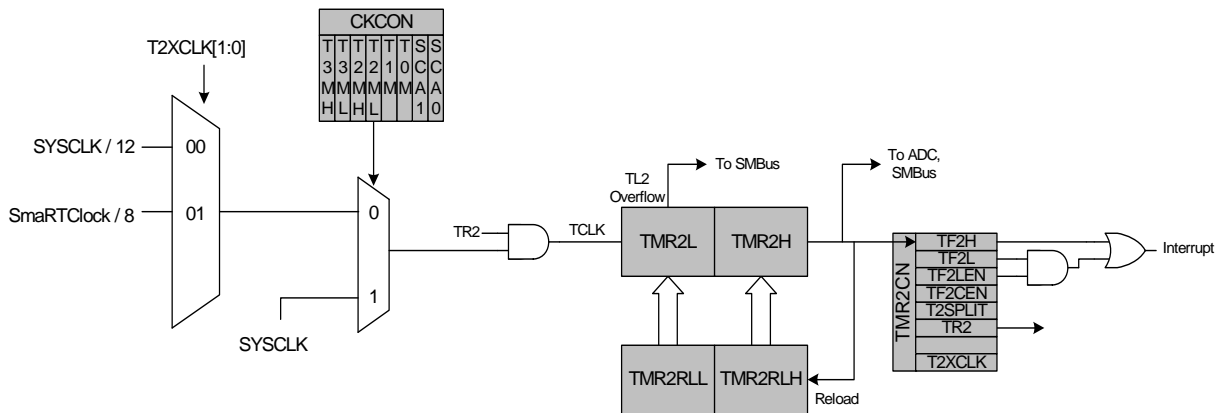 CKCON
T3MH T3ML T2MH T2ML T1M T0M SCA1 SCA0
T2XCLK[1:0]
SYSCLK / 12
00
SmaRTClock / 8
01
0
1
SYSCLK
TR2
TCLK
TL2
Overflow
To SMBus
To ADC,
SMBus
TMR2L
TMR2H
TMR2RLL
TMR2RLH
Reload
TMR2CN
TF2H
TF2L
TF2LEN
TF2CEN
T2SPLIT
TR2
T2XCLK
Interrupt